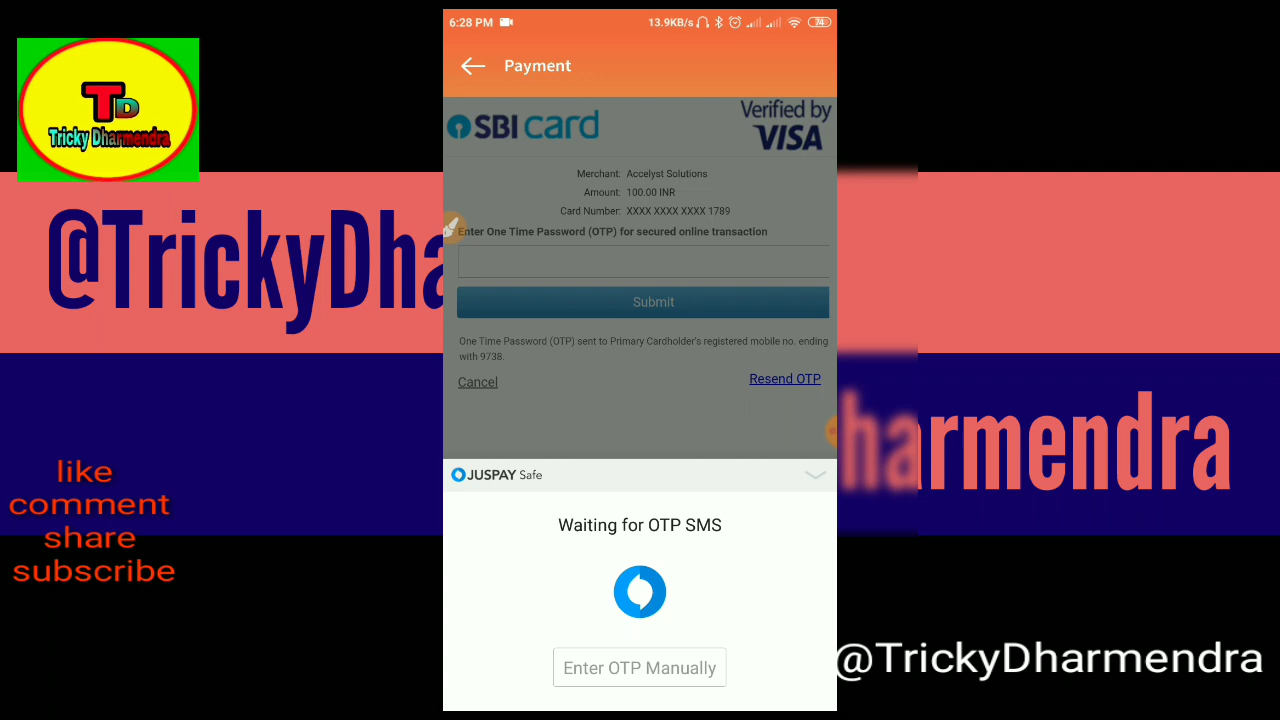 6:28 PM
13.9KB/s
74
Payment
TD
Tricky Dharmendra
SBI card
Verified by
VISA
Merchant: Accelyst Solutions
Amount: 100.00 INR
Card Number: XXXX XXXX XXXX 1789
Enter One Time Password (OTP) for secured online transaction
Submit
One Time Password (OTP) sent to Primary Cardholder's registered mobile no. ending
with 9738.
Cancel
Resend OTP
JUSPAY Safe
Waiting for OTP SMS
Enter OTP Manually
@TrickyDha
harmendra
like
comment
share
subscribe
@TrickyDharmendra